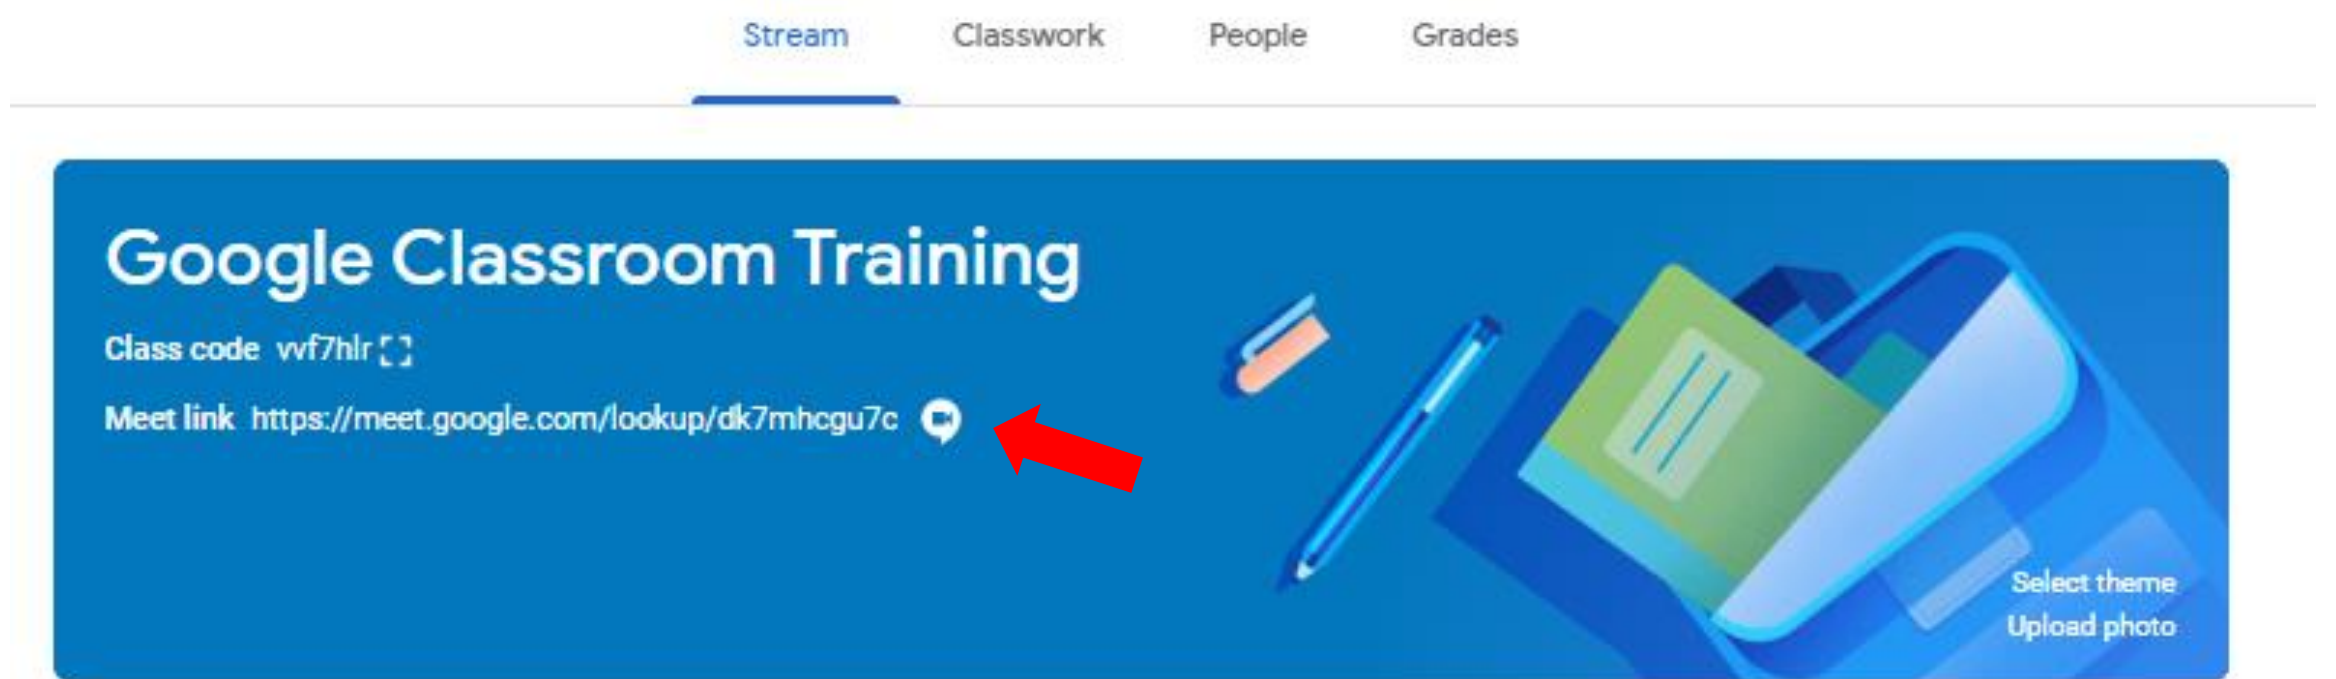 Stream Classwork People Grades
Google Classroom Training
Class code vvf7hlr
Meet link https://meet.google.com/lookup/dk7mhcgu7c
Select theme
Upload photo